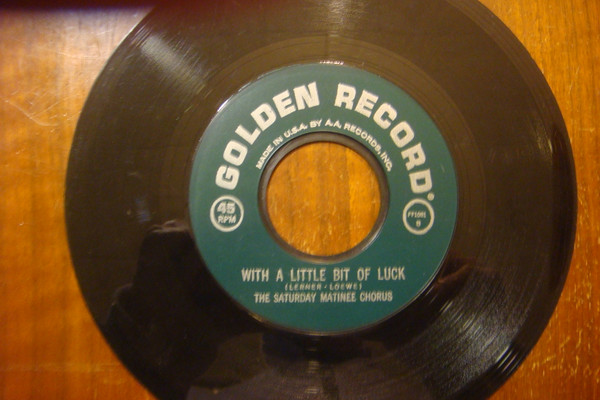 GOLDEN RECORD®
MADE IN U.S.A. BY A.A. RECORDS, INC.
45
RPM
WITH A LITTLE BIT OF LUCK
(LERNER - LOEWE)
THE SATURDAY MATINEE CHORUS